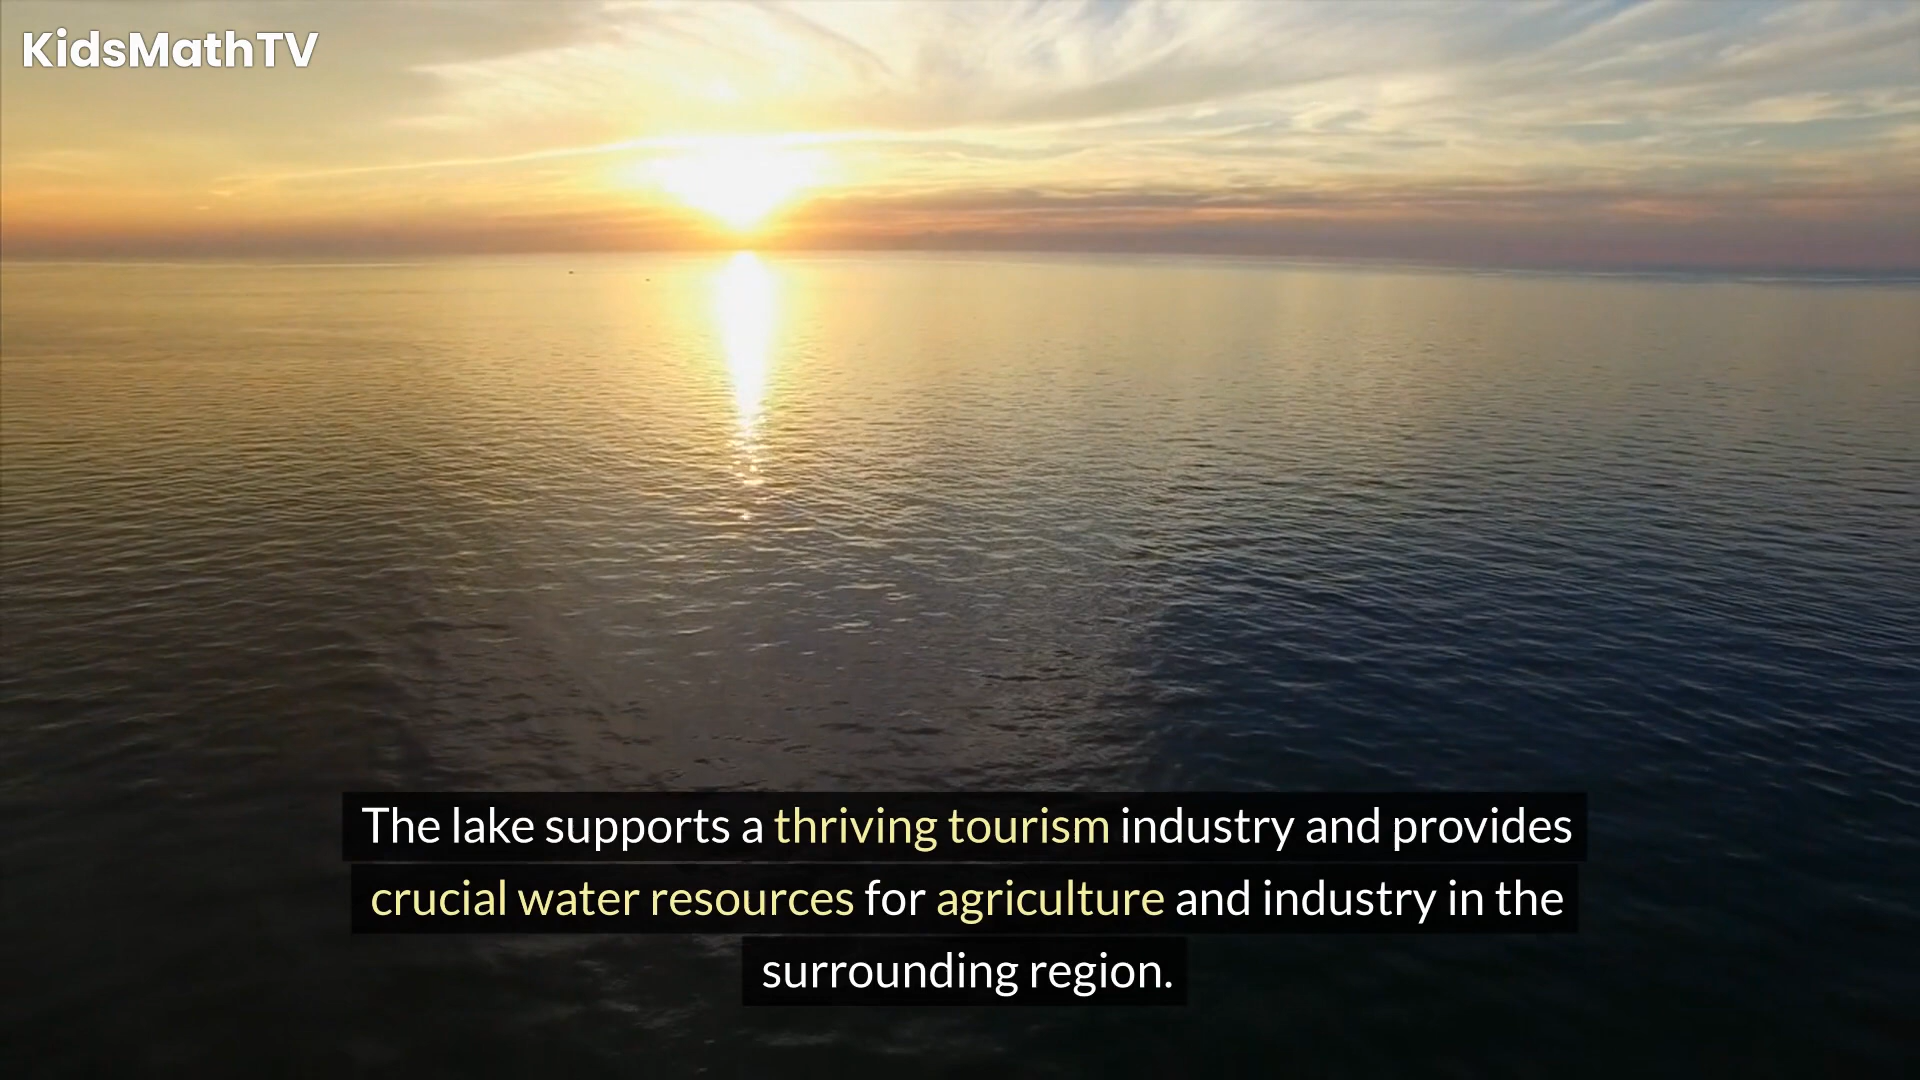 KidsMathTV
The lake supports a thriving tourism industry and provides
crucial water resources for agriculture and industry in the
surrounding region.